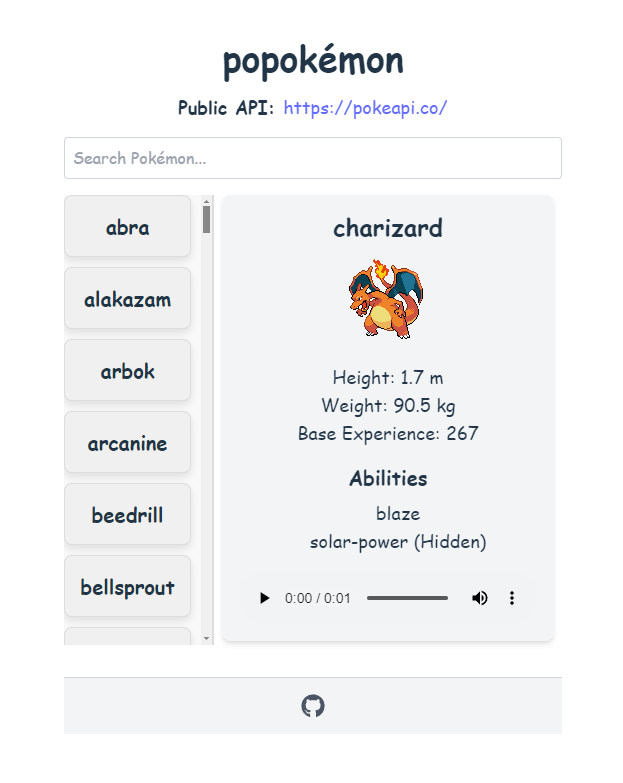 popokémon
Public API: https://pokeapi.co/
Search Pokémon...
abra
alakazam
arbok
arcanine
beedrill
bellsprout
charizard
Height: 1.7 m
Weight: 90.5 kg
Base Experience: 267
Abilities
blaze
solar-power (Hidden)
0:00 / 0:01